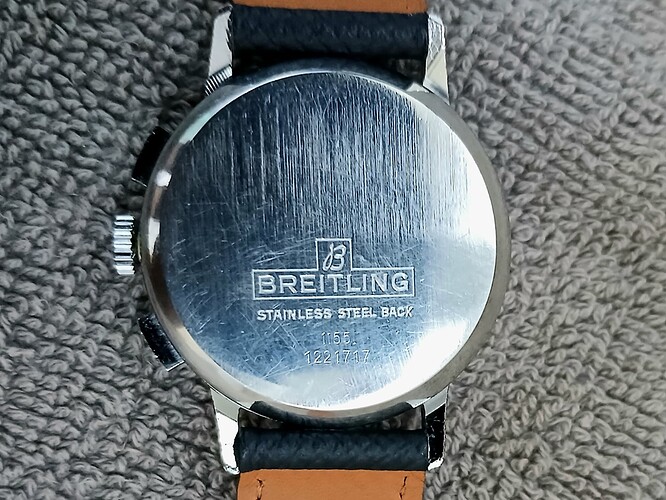 B
BREITLING
STAINLESS STEEL BACK
1155
1221717